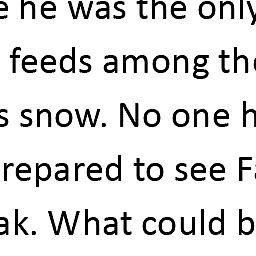 e he was the only
feeds among the
s snow. No one h
repared to see Fa
ak. What could b